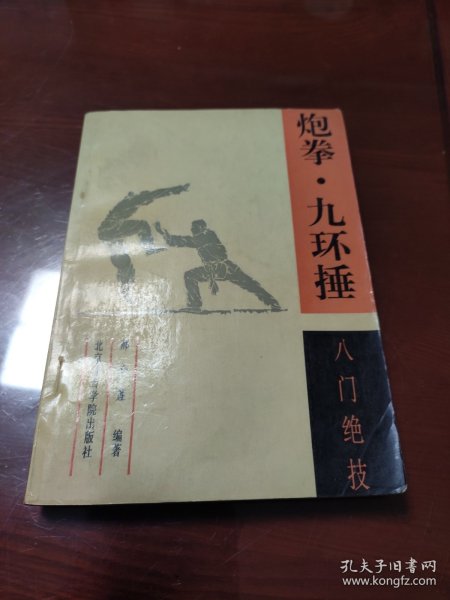 炮拳·九环捶
八门绝技
编著
北京 学院出版社
孔夫子旧书网
www.kongfz.com